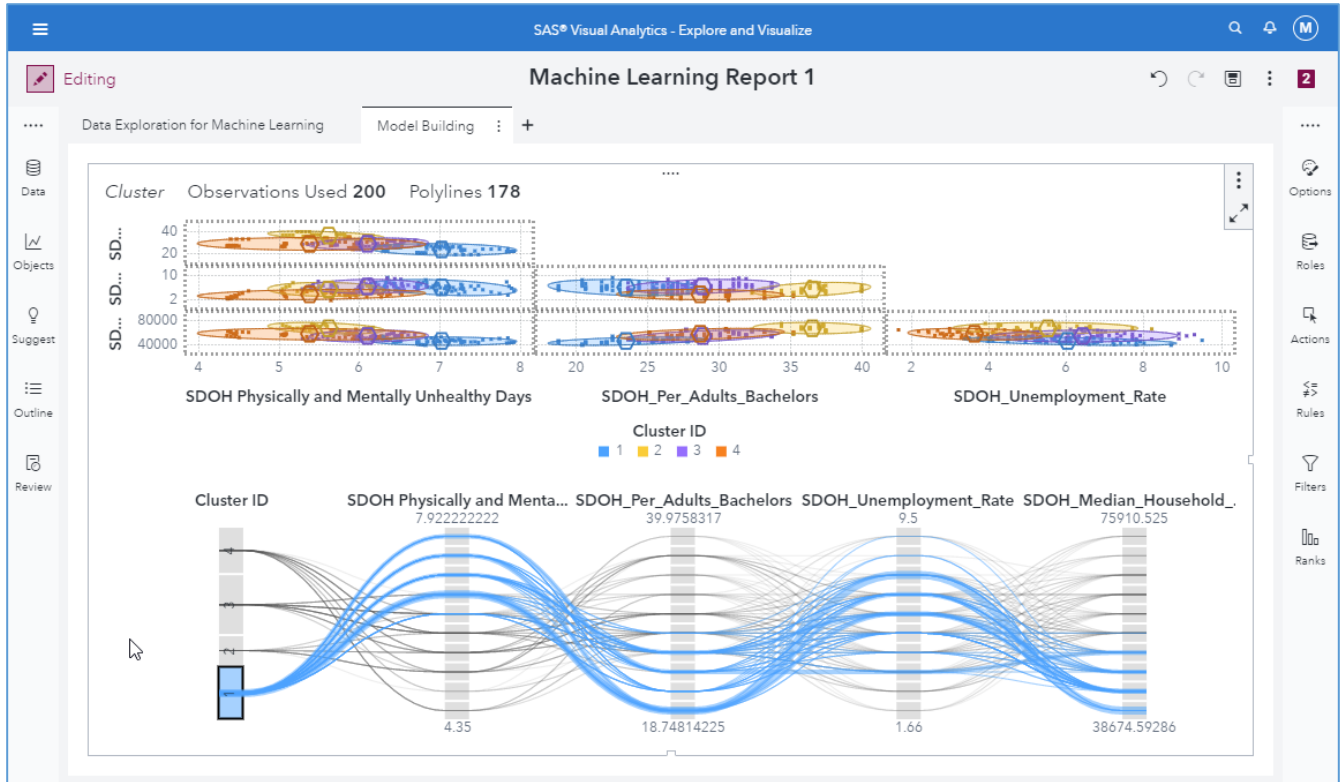 SAS® Visual Analytics - Explore and Visualize
M
Editing
Machine Learning Report 1
2
Data Exploration for Machine Learning
Model Building
+
Data
Objects
Suggest
Outline
Review
Options
Roles
Actions
Rules
Filters
Ranks
Cluster Observations Used 200 Polylines 178
SD...
40
20
SD...
10
2
SD...
80000
40000
4 5 6 7 8
20 25 30 35 40
2 4 6 8 10
SDOH Physically and Mentally Unhealthy Days
SDOH_Per_Adults_Bachelors
SDOH_Unemployment_Rate
Cluster ID
1 2 3 4
Cluster ID
SDOH Physically and Menta...
SDOH_Per_Adults_Bachelors
SDOH_Unemployment_Rate
SDOH_Median_Household_.
7.922222222
39.9758317
9.5
75910.525
4
3
2
1
4.35
18.74814225
1.66
38674.59286